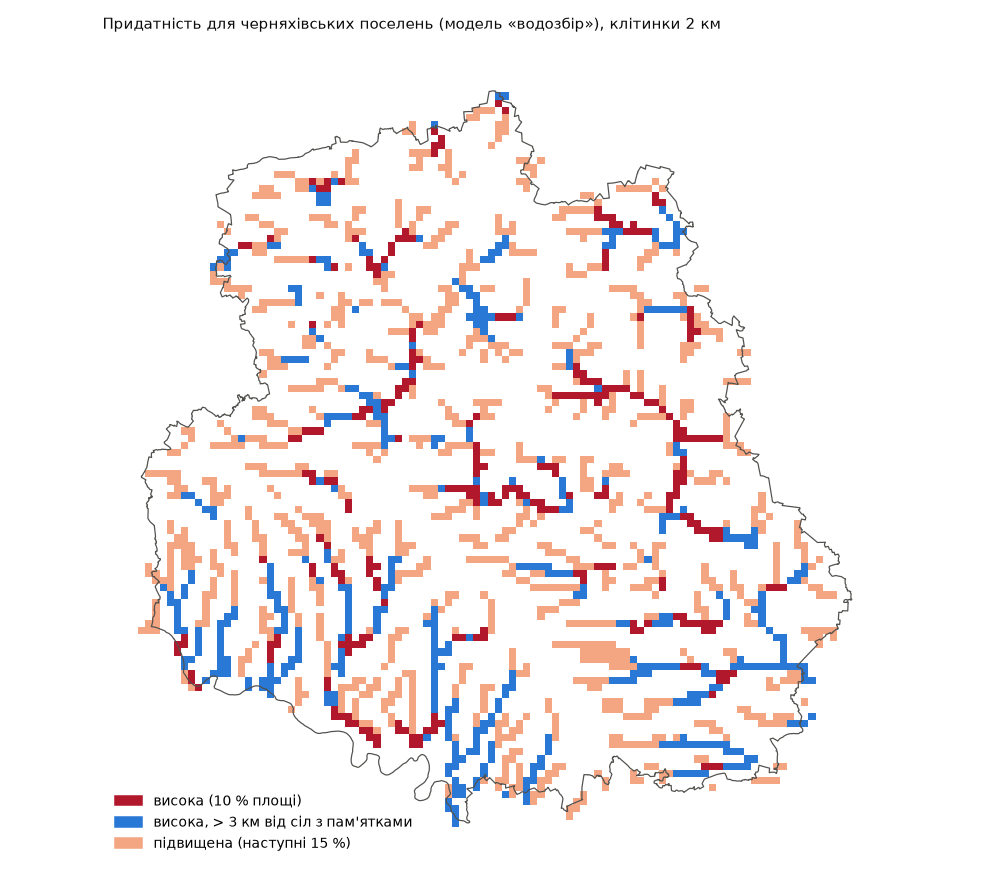 Придатність для черняхівських поселень (модель «водозбір»), клітинки 2 км
висока (10 % площі)
висока, > 3 км від сіл з пам'ятками
підвищена (наступні 15 %)